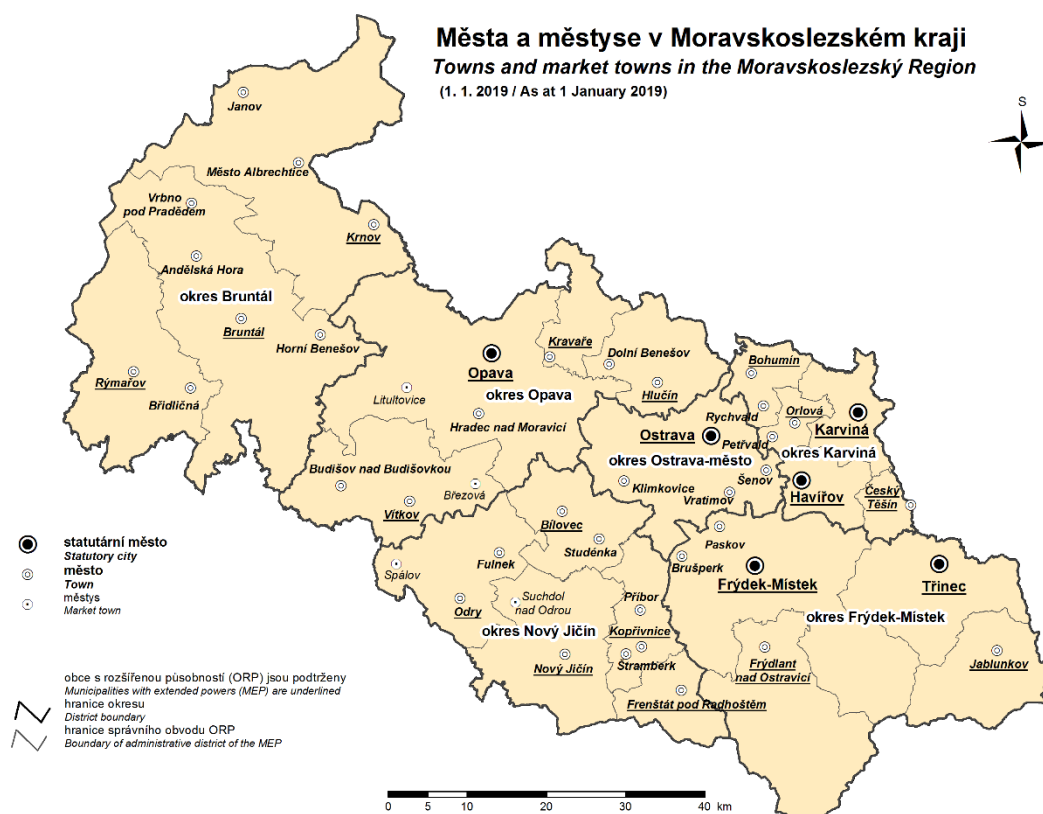 Města a městyse v Moravskoslezském kraji
Towns and market towns in the Moravskoslezský Region
(1. 1. 2019 / As at 1 January 2019)
S
Janov
Město Albrechtice
Vrbno
pod Pradědem
Krnov
Andělská Hora
okres Bruntál
Bruntál
Horní Benešov
Rýmařov
Břidličná
Kravaře
Dolní Benešov
Opava
okres Opava
Litultovice
Hlučín
Hradec nad Moravicí
Bohumín
Rychvald
Orlová
Karviná
Ostrava
Petřvald
okres Karviná
okres Ostrava-město
Šenov
Havířov
Český
Těšín
Klimkovice
Vratimov
Budišov nad Budišovkou
Březová
Vítkov
Bílovec
Studénka
Paskov
Brušperk
Fulnek
Spálov
Frýdek-Místek
Třinec
Suchdol
nad Odrou
Příbor
Odry
okres Nový Jičín
Kopřivnice
okres Frýdek-Místek
Nový Jičín
Štramberk
Frýdlant
nad Ostravicí
Jablunkov
Frenštát pod Radhoštěm
statutární město
Statutory city
město
Town
městys
Market town
obce s rozšířenou působností (ORP) jsou podtrženy
Municipalities with extended powers (MEP) are underlined
hranice okresu
District boundary
hranice správního obvodu ORP
Boundary of administrative district of the MEP
0 5 10 20 30 40 km